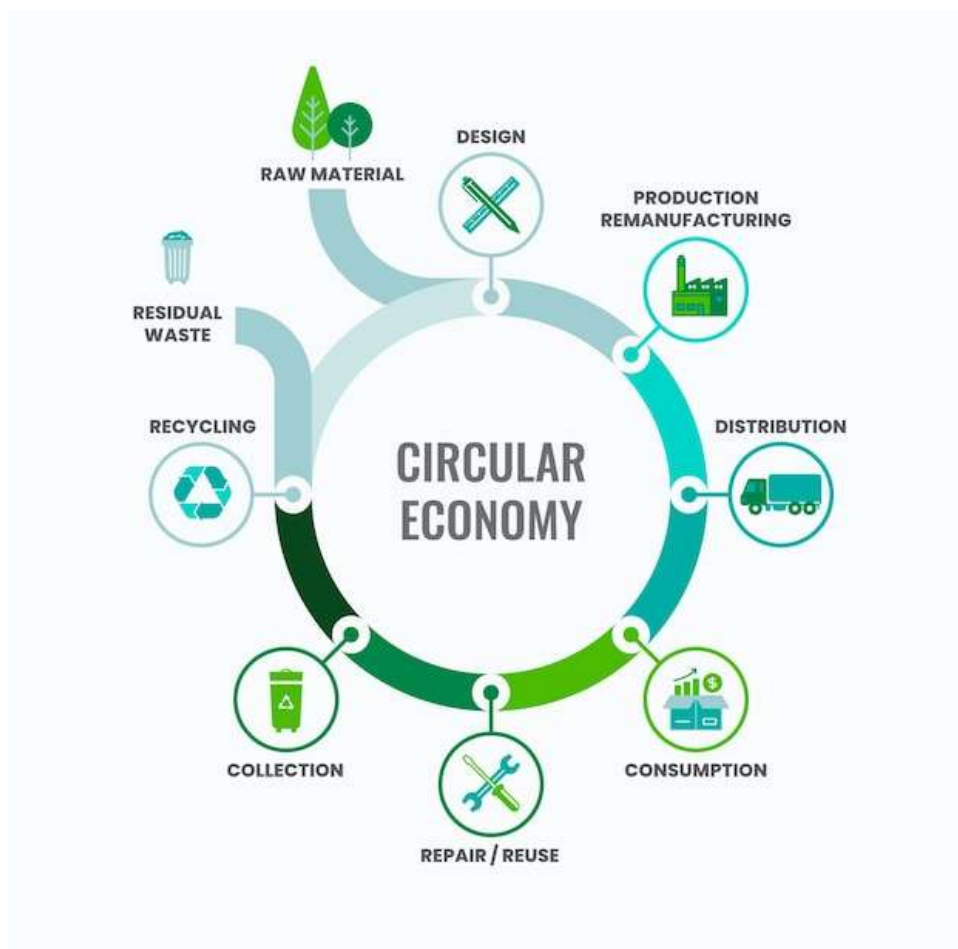 RAW MATERIAL
DESIGN
PRODUCTION
REMANUFACTURING
RESIDUAL
WASTE
RECYCLING
DISTRIBUTION
CIRCULAR
ECONOMY
COLLECTION
CONSUMPTION
REPAIR / REUSE
$